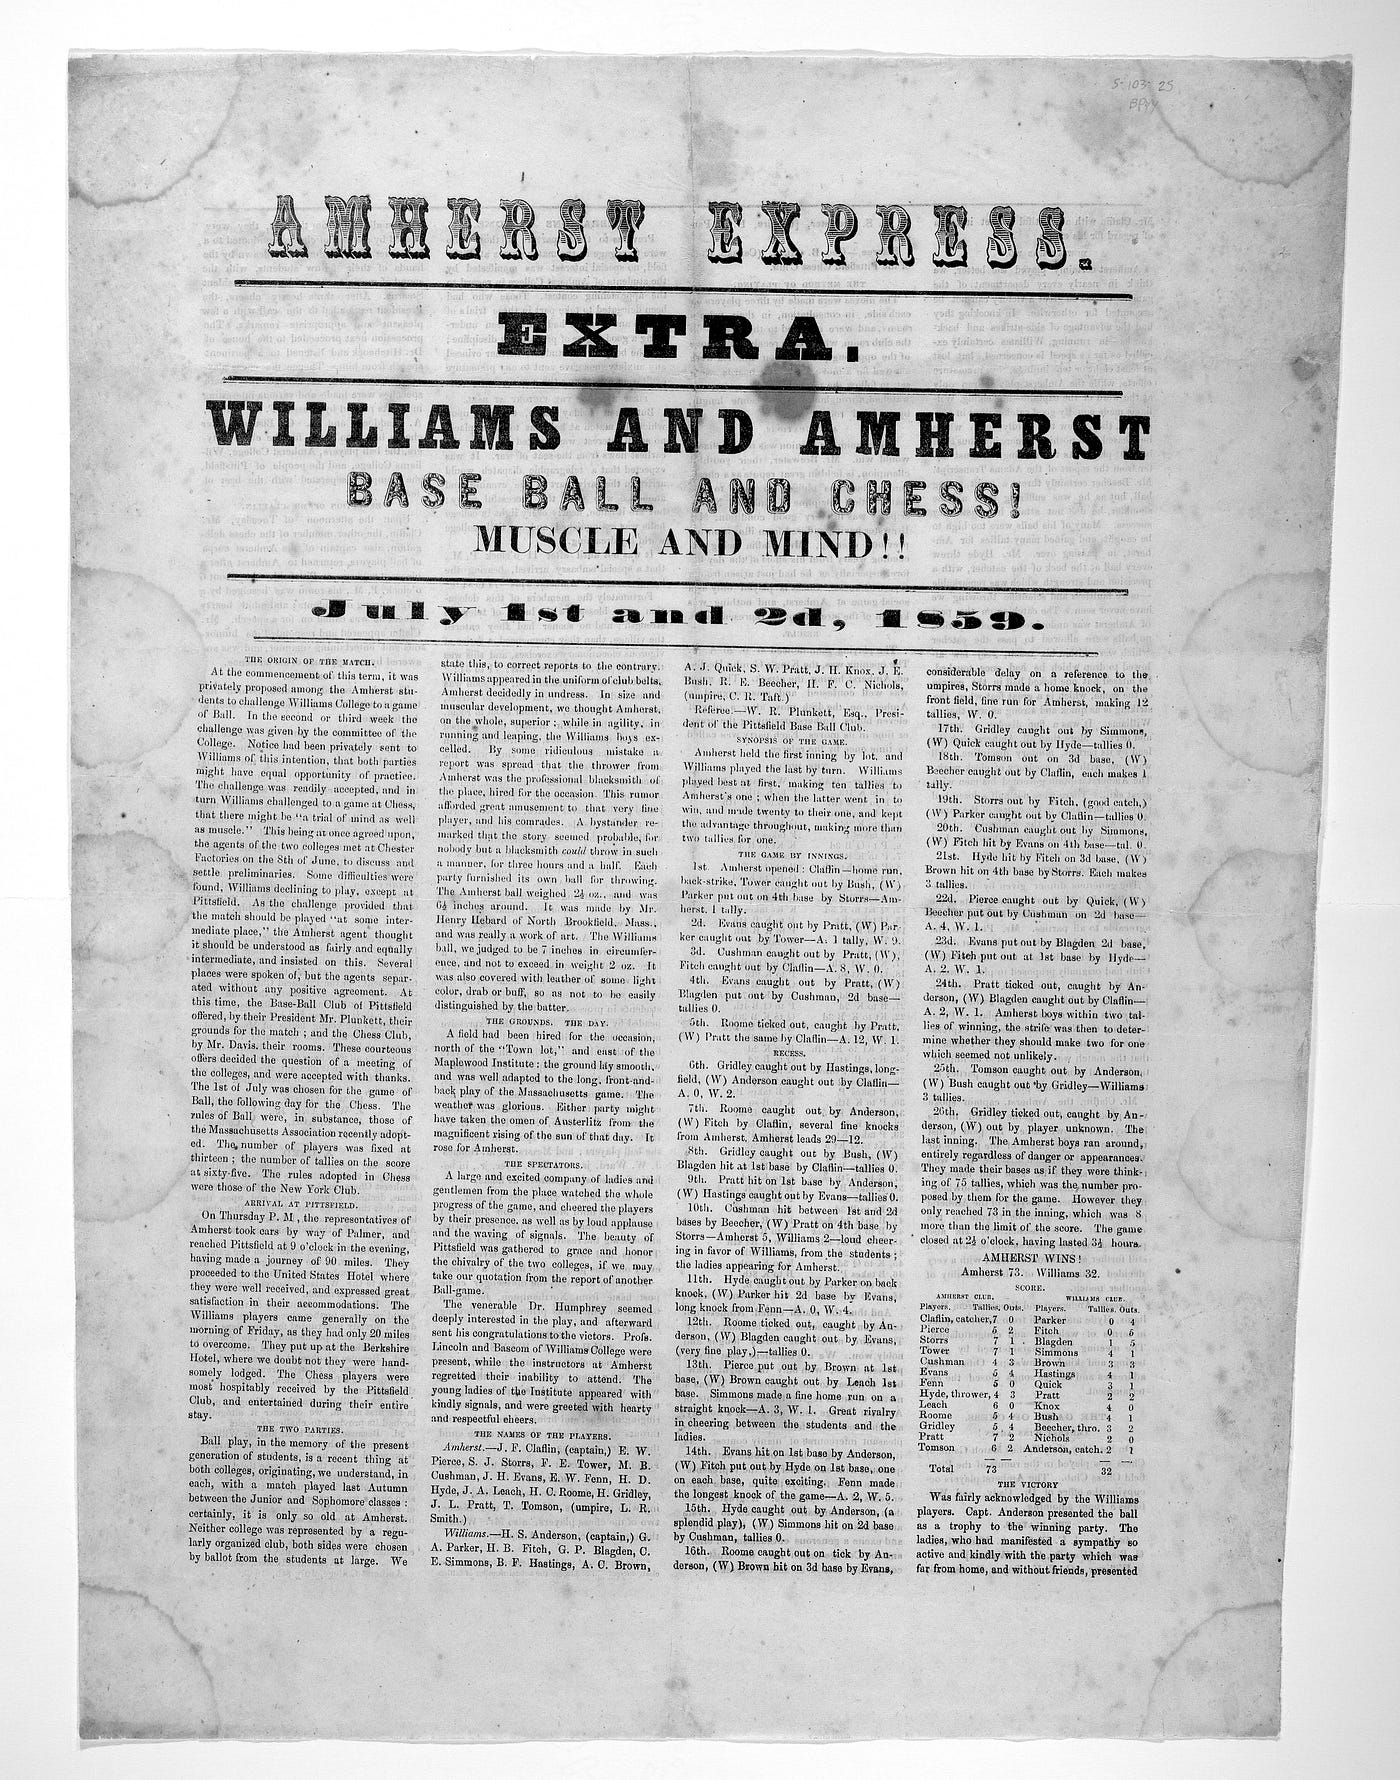 S-103-25
AMHERST EXPRESS.
EXTRA.
WILLIAMS AND AMHERST
BASE BALL AND CHESS!
MUSCLE AND MIND!!
July 1st and 2d, 1859.
THE ORIGIN OF THE MATCH.
At the commencement of this term, it was
privately proposed among the Amherst stu-
dents to challenge Williams College to a game
of Ball. In the second or third week the
challenge was given by the committee of the
College. Notice had been privately sent to
Williams of this intention, that both parties
might have equal opportunity of practice.
The challenge was readily accepted, and in
turn Williams challenged to a game at Chess,
that there might be "a trial of mind as well
as muscle." This being at once agreed upon,
the agents of the two colleges met at Chester
Factories on the 8th of June, to discuss and
settle preliminaries. Some difficulties were
found, Williams declining to play, except at
Pittsfield. As the challenge provided that
the match should be played "at some inter-
mediate place," the Amherst agent thought
it should be understood as fairly and equally
intermediate, and insisted on this. Several
places were spoken of, but the agents separ-
ated without any positive agreement. At
this time, the Base-Ball Club of Pittsfield
offered, by their President Mr. Plunkett, their
grounds for the match ; and the Chess Club,
by Mr. Davis, their rooms. These courteous
offers decided the question of a meeting of
the colleges, and were accepted with thanks.
The 1st of July was chosen for the game of
Ball, the following day for the Chess. The
rules of Ball were, in substance, those of
the Massachusetts Association recently adopt-
ed. The number of players was fixed at
thirteen ; the number of tallies on the score
at sixty-five. The rules adopted in Chess
were those of the New York Club.
ARRIVAL AT PITTSFIELD.
On Thursday P. M , the representatives of
Amherst took cars by way of Palmer, and
reached Pittsfield at 9 o'clock in the evening,
having made a journey of 90 miles. They
proceeded to the United States Hotel where
they were well received, and expressed great
satisfaction in their accommodations. The
Williams players came generally on the
morning of Friday, as they had only 20 miles
to overcome. They put up at the Berkshire
Hotel, where we doubt not they were hand-
somely lodged. The Chess players were
most hospitably received by the Pittsfield
Club, and entertained during their entire
stay.
THE TWO PARTIES.
Ball play, in the memory of the present
generation of students, is a recent thing at
both colleges, originating, we understand, in
each, with a match played last Autumn
between the Junior and Sophomore classes :
certainly, it is only so old at Amherst.
Neither college was represented by a regu-
larly organized club, both sides were chosen
by ballot from the students at large. We
state this, to correct reports to the contrary.
Williams appeared in the uniform of club belts,
Amherst decidedly in undress. In size and
muscular development, we thought Amherst,
on the whole, superior ; while in agility, in
running and leaping, the Williams boys ex-
celled. By some ridiculous mistake a
report was spread that the thrower from
Amherst was the professional blacksmith of
the place, hired for the occasion. This rumor
afforded great amusement to that very fine
player, and his comrades. A bystander re-
marked that the story seemed probable, for
nobody but a blacksmith could throw in such
a manner, for three hours and a half. Each
party furnished its own ball for throwing.
The Amherst ball weighed 2½ oz., and was
6½ inches around. It was made by Mr.
Henry Hebard of North Brookfield, Mass.,
and was really a work of art. The Williams
ball, we judged to be 7 inches in circumfer-
ence, and not to exceed in weight 2 oz. It
was also covered with leather of some light
color, drab or buff, so as not to be easily
distinguished by the batter.
THE GROUNDS. THE DAY.
A field had been hired for the occasion,
north of the "Town lot," and east of the
Maplewood Institute ; the ground lay smooth,
and was well adapted to the long, front-and-
back play of the Massachusetts game. The
weather was glorious. Either party might
have taken the omen of Austerlitz from the
magnificent rising of the sun of that day. It
rose for Amherst.
THE SPECTATORS.
A large and excited company of ladies and
gentlemen from the place watched the whole
progress of the game, and cheered the players
by their presence, as well as by loud applause
and the waving of signals. The beauty of
Pittsfield was gathered to grace and honor
the chivalry of the two colleges, if we may
take our quotation from the report of another
Ball-game.
The venerable Dr. Humphrey seemed
deeply interested in the play, and afterward
sent his congratulations to the victors. Profs.
Lincoln and Bascom of Williams College were
present, while the instructors at Amherst
regretted their inability to attend. The
young ladies of the Institute appeared with
kindly signals, and were greeted with hearty
and respectful cheers.
THE NAMES OF THE PLAYERS.
Amherst.—J. F. Claflin, (captain,) E. W.
Pierce, S. J. Storrs, F. E. Tower, M. B.
Cushman, J. H. Evans, E. W. Fenn, H. D.
Hyde, J. A. Leach, H. C. Roome, H. Gridley,
J. L. Pratt, T. Tomson, (umpire, L. R.
Smith.)
Williams.—H. S. Anderson, (captain,) G.
A. Parker, H. B. Fitch, G. P. Blagden, C.
E. Simmons, B. F. Hastings, A. C. Brown,
A. J. Quick, S. W. Pratt, J. H. Knox, J. E.
Bush, R. E. Beecher, H. F. C. Nichols,
(umpire, C. R. Taft.)
Referee.—W. R. Plunkett, Esq., Presi-
dent of the Pittsfield Base Ball Club.
SYNOPSIS OF THE GAME.
Amherst held the first inning by lot, and
Williams played the last by turn. Williams
played best at first, making ten tallies to
Amherst's one ; when the latter went in to
win, and made twenty to their one, and kept
the advantage throughout, making more than
two tallies for one.
THE GAME BY INNINGS.
1st. Amherst opened : Claflin—home run,
back-strike, Tower caught out by Bush, (W)
Parker put out on 4th base by Storrs—Am-
herst, 1 tally.
2d. Evans caught out by Pratt, (W) Par-
ker caught out by Tower—A. 1 tally, W. 9.
3d. Cushman caught out by Pratt, (W),
Fitch caught out by Claflin—A. 8, W. 0.
4th. Evans caught out by Pratt, (W)
Blagden put out by Cushman, 2d base—
tallies 0.
5th. Roome ticked out, caught by Pratt,
(W) Pratt the same by Claflin—A. 12, W. 1.
RECESS.
6th. Gridley caught out by Hastings, long-
field, (W) Anderson caught out by Claflin—
A. 0, W. 2.
7th. Roome caught out by Anderson,
(W) Fitch by Claflin, several fine knocks
from Amherst, Amherst leads 29—12.
8th. Gridley caught out by Bush, (W)
Blagden hit at 1st base by Claflin—tallies 0.
9th. Pratt hit on 1st base by Anderson,
(W) Hastings caught out by Evans—tallies 0.
10th. Cushman hit between 1st and 2d
bases by Beecher, (W) Pratt on 4th base by
Storrs—Amherst 5, Williams 2—loud cheer-
ing in favor of Williams, from the students ;
the ladies appearing for Amherst.
11th. Hyde caught out by Parker on back
knock, (W) Parker hit 2d base by Evans,
long knock from Fenn—A. 0, W. 4.
12th. Roome ticked out, caught by An-
derson, (W) Blagden caught out by Evans,
(very fine play,)—tallies 0.
13th. Pierce put out by Brown at 1st
base, (W) Brown caught out by Leach 1st
base. Simmons made a fine home run on a
straight knock—A. 3, W. 1. Great rivalry
in cheering between the students and the
ladies.
14th. Evans hit on 1st base by Anderson,
(W) Fitch put out by Hyde on 1st base, one
on each base, quite exciting. Fenn made
the longest knock of the game—A. 2, W. 5.
15th. Hyde caught out by Anderson, (a
splendid play), (W) Simmons hit on 2d base
by Cushman, tallies 0.
16th. Roome caught out on tick by An-
derson, (W) Brown hit on 3d base by Evans,
considerable delay on a reference to the
umpires, Storrs made a home knock, on the
front field, fine run for Amherst, making 12
tallies, W. 0.
17th. Gridley caught out by Simmons,
(W) Quick caught out by Hyde—tallies 0.
18th. Tomson out on 3d base, (W)
Beecher caught out by Claflin, each makes 1
tally.
19th. Storrs out by Fitch, (good catch,)
(W) Parker caught out by Claflin—tallies 0.
20th. Cushman caught out by Simmons,
(W) Fitch hit by Evans on 4th base—tal. 0.
21st. Hyde hit by Fitch on 3d base, (W)
Brown hit on 4th base by Storrs. Each makes
3 tallies.
22d. Pierce caught out by Quick, (W)
Beecher put out by Cushman on 2d base—
A. 4, W. 1.
23d. Evans put out by Blagden 2d base,
(W) Fitch put out at 1st base by Hyde—
A. 2, W. 1.
24th. Pratt ticked out, caught by An-
derson, (W) Blagden caught out by Claflin—
A. 2, W. 1. Amherst boys within two tal-
lies of winning, the strife was then to deter-
mine whether they should make two for one
which seemed not unlikely.
25th. Tomson caught out by Anderson,
(W) Bush caught out by Gridley—Williams
3 tallies.
26th. Gridley ticked out, caught by An-
derson, (W) out by player unknown. The
last inning. The Amherst boys ran around,
entirely regardless of danger or appearances.
They made their bases as if they were think-
ing of 75 tallies, which was the number pro-
posed by them for the game. However they
only reached 73 in the inning, which was 8
more than the limit of the score. The game
closed at 2½ o'clock, having lasted 3½ hours.
AMHERST WINS!
Amherst 73. Williams 32.
SCORE.
AMHERST CLUB. WILLIAMS CLUB.
Players. Tallies, Outs. Players. Tallies. Outs.
Claflin, catcher, 7 0 Parker 0 4
Pierce 5 2 Fitch 0 5
Storrs 7 1 Blagden 1 5
Tower 7 1 Simmons 4 1
Cushman 4 3 Brown 3 3
Evans 5 4 Hastings 4 1
Fenn 5 0 Quick 3 1
Hyde, thrower, 4 3 Pratt 2 2
Leach 6 0 Knox 4 0
Roome 5 4 Bush 4 1
Gridley 5 4 Beecher, thro. 3 2
Pratt 7 2 Nichols 2 0
Tomson 6 2 Anderson, catch. 2 1
Total 73 32
THE VICTORY
Was fairly acknowledged by the Williams
players. Capt. Anderson presented the ball
as a trophy to the winning party. The
ladies, who had manifested a sympathy so
active and kindly with the party which was
far from home, and without friends, presented